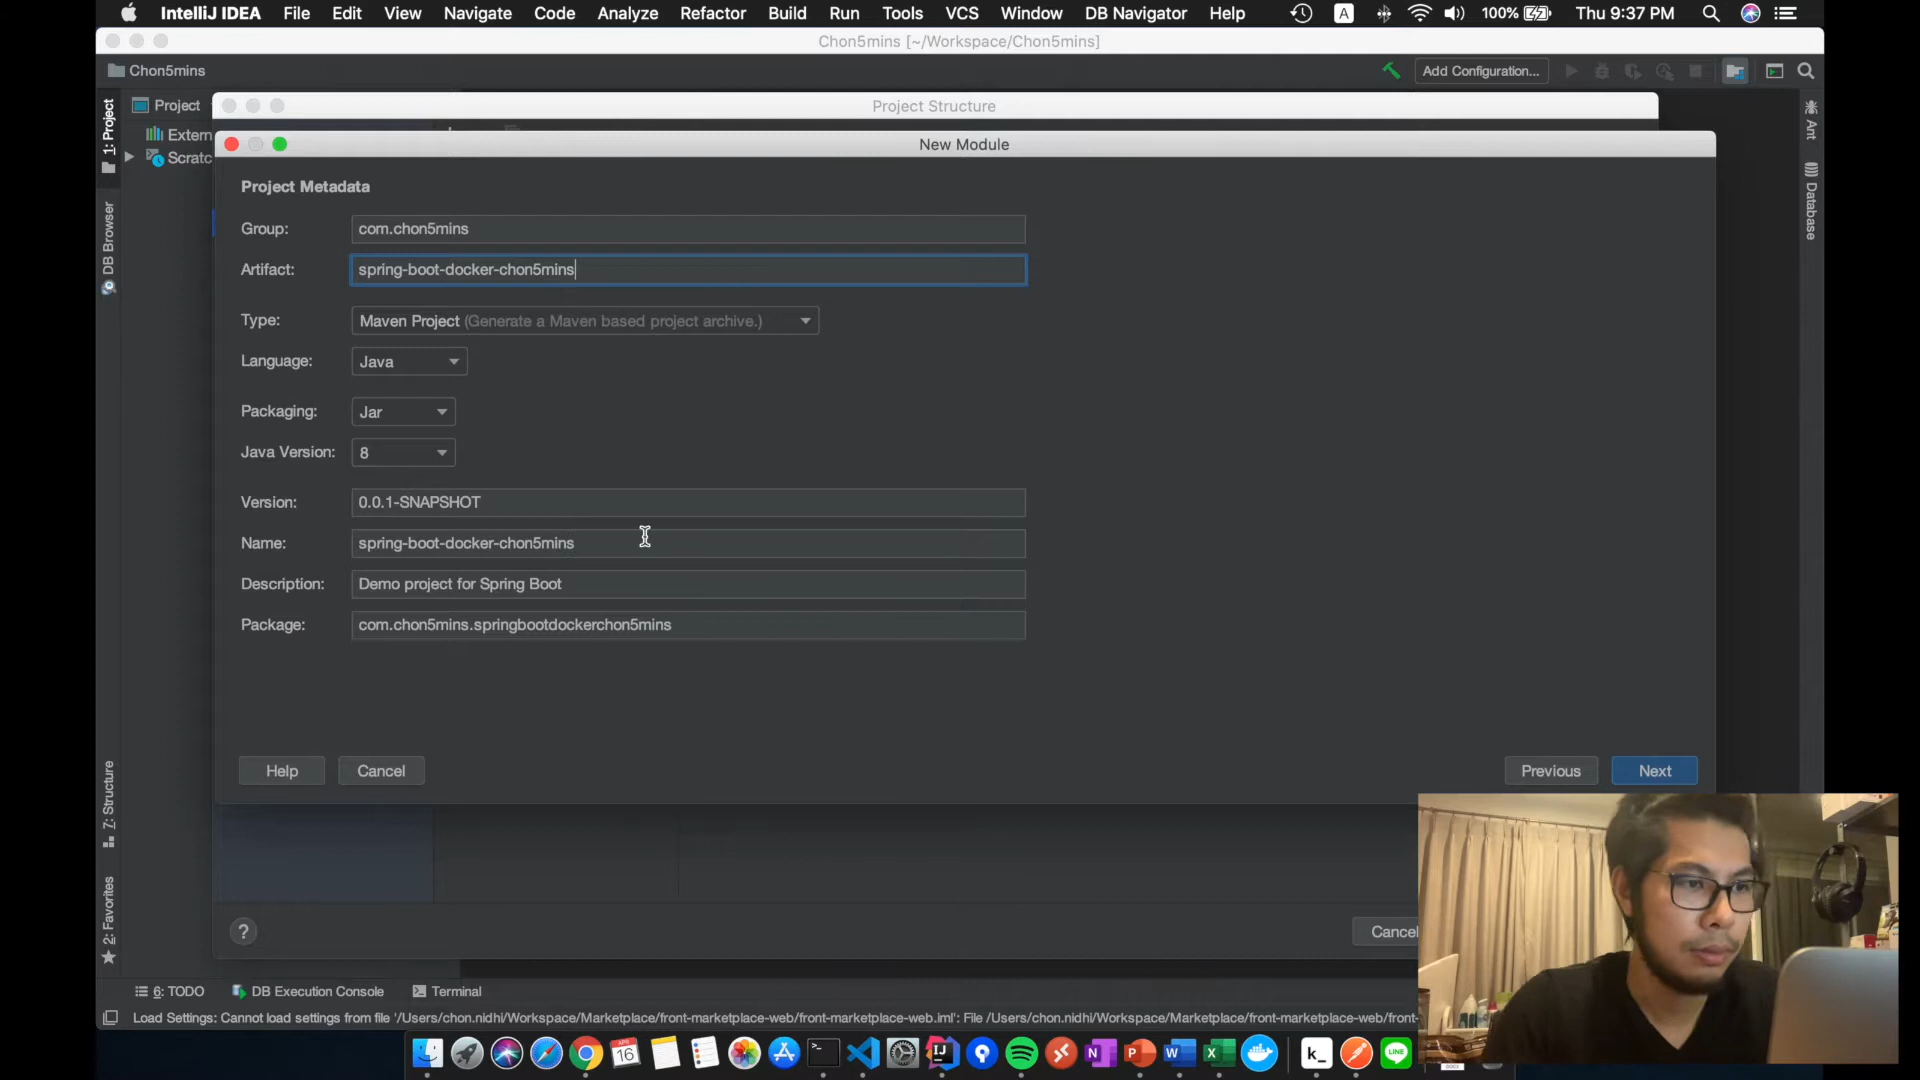 IntelliJ IDEA File Edit View Navigate Code Analyze Refactor Build Run Tools VCS Window DB Navigator Help A 100% Thu 9:37 PM
Chon5mins [~/Workspace/Chon5mins]
Chon5mins
Add Configuration...
1: Project
Project
Project Structure
Extern
Scratc
New Module
Ant
Database
DB Browser
Project Metadata
Group: com.chon5mins
Artifact: spring-boot-docker-chon5mins
Type: Maven Project (Generate a Maven based project archive.)
Language: Java
Packaging: Jar
Java Version: 8
Version: 0.0.1-SNAPSHOT
Name: spring-boot-docker-chon5mins
Description: Demo project for Spring Boot
Package: com.chon5mins.springbootdockerchon5mins
Help Cancel Previous Next
7: Structure
2: Favorites
? Cancel
6: TODO DB Execution Console Terminal
Load Settings: Cannot load settings from file '/Users/chon.nidhi/Workspace/Marketplace/front-marketplace-web/front-marketplace-web.iml': File /Users/chon.nidhi/Workspace/Marketplace/front-marketplace-web/front-
APR
16
IJ
N
P
W
X
k_
LINE
DOCX